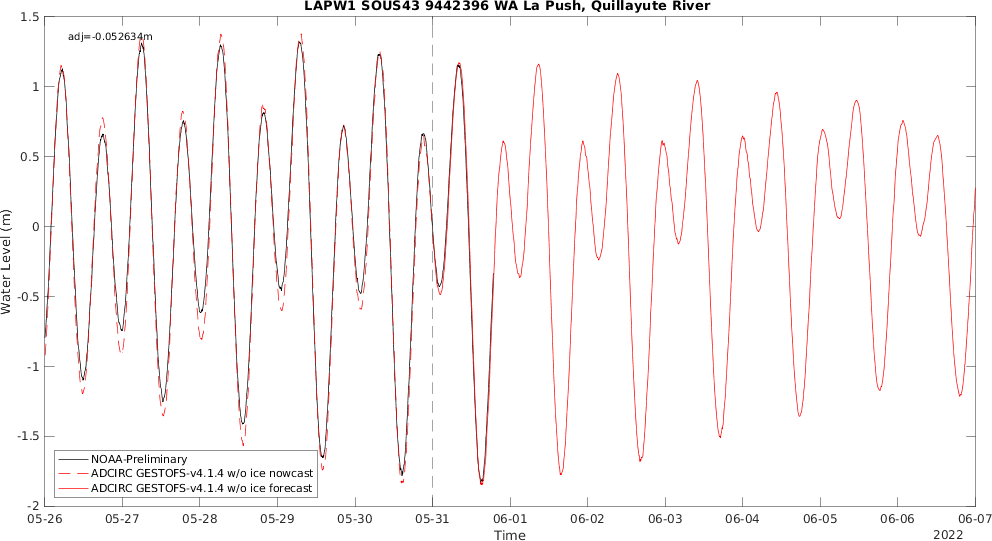 LAPW1 SOUS43 9442396 WA La Push, Quillayute River
adj=-0.052634m
1.5
1
0.5
0
-0.5
-1
-1.5
-2
Water Level (m)
NOAA-Preliminary
ADCIRC GESTOFS-v4.1.4 w/o ice nowcast
ADCIRC GESTOFS-v4.1.4 w/o ice forecast
05-26 05-27 05-28 05-29 05-30 05-31 06-01 06-02 06-03 06-04 06-05 06-06 06-07
Time
2022